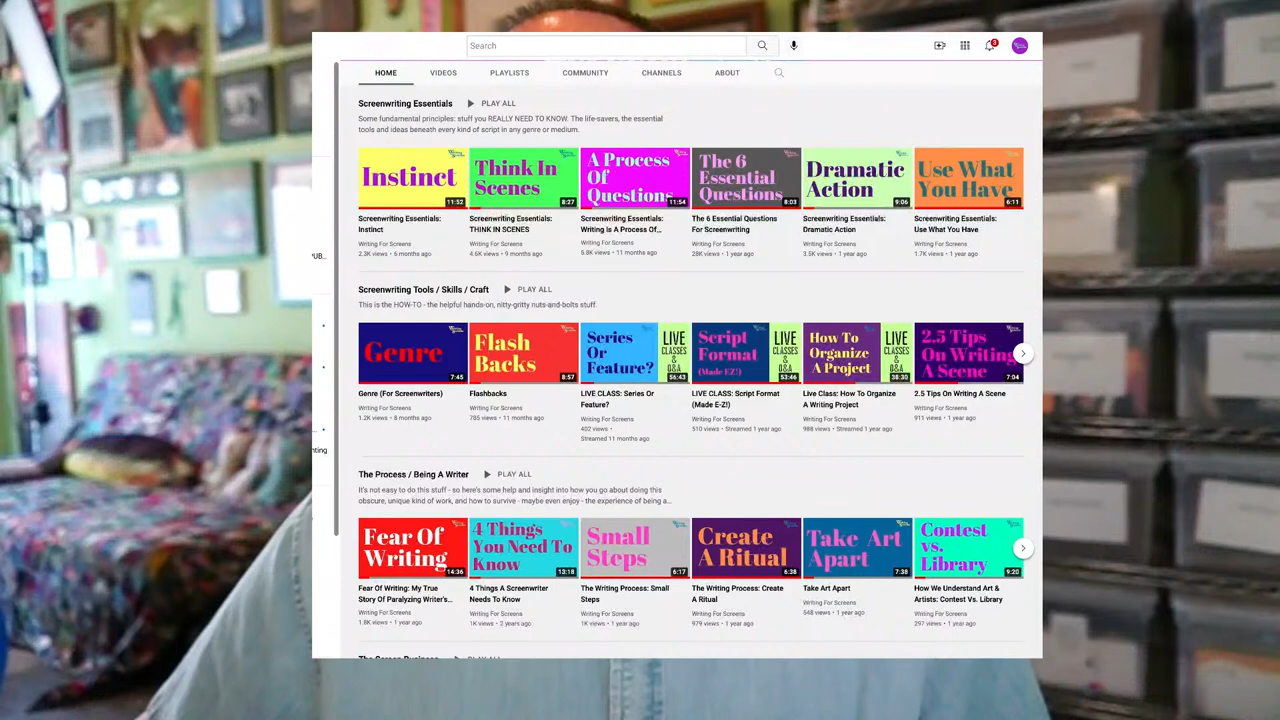 Search
3
HOME VIDEOS PLAYLISTS COMMUNITY CHANNELS ABOUT
Screenwriting Essentials PLAY ALL
Some fundamental principles: stuff you REALLY NEED TO KNOW. The life-savers, the essential
tools and ideas beneath every kind of script in any genre or medium.
Instinct
11:52
Think In
Scenes
8:27
A Process
Of
Questions
11:54
The 6
Essential
Questions
8:03
Dramatic
Action
9:06
Use What
You Have
6:11
Screenwriting Essentials:
Instinct
Writing For Screens
2.3K views • 6 months ago
Screenwriting Essentials:
THINK IN SCENES
Writing For Screens
4.6K views • 9 months ago
Screenwriting Essentials:
Writing Is A Process Of...
Writing For Screens
5.8K views • 11 months ago
The 6 Essential Questions
For Screenwriting
Writing For Screens
28K views • 1 year ago
Screenwriting Essentials:
Dramatic Action
Writing For Screens
3.5K views • 1 year ago
Screenwriting Essentials:
Use What You Have
Writing For Screens
1.7K views • 1 year ago
PUB...
Screenwriting Tools / Skills / Craft PLAY ALL
This is the HOW-TO - the helpful hands-on, nitty-gritty nuts-and-bolts stuff.
Genre
7:45
Flash
Backs
8:57
Series
Or
Feature?
LIVE
CLASSES
&
Q&A
56:43
Script
Format
(Made EZ!)
LIVE
CLASSES
&
Q&A
53:46
How To
Organize
A Project
LIVE
CLASSES
&
Q&A
38:30
2.5 Tips
On Writing
A Scene
7:04
Genre (For Screenwriters)
Writing For Screens
1.2K views • 8 months ago
Flashbacks
Writing For Screens
785 views • 11 months ago
LIVE CLASS: Series Or
Feature?
Writing For Screens
402 views •
Streamed 11 months ago
LIVE CLASS: Script Format
(Made E-Z!)
Writing For Screens
510 views • Streamed 1 year ago
Live Class: How To Organize
A Writing Project
Writing For Screens
988 views • Streamed 1 year ago
2.5 Tips On Writing A Scene
Writing For Screens
911 views • 1 year ago
nting
The Process / Being A Writer PLAY ALL
It's not easy to do this stuff - so here's some help and insight into how you go about doing this
obscure, unique kind of work, and how to survive - maybe even enjoy - the experience of being a...
Fear Of
Writing
14:36
4 Things
You Need To
Know
13:18
Small
Steps
6:17
Create
A Ritual
6:38
Take Art
Apart
7:38
Contest
vs.
Library
9:20
Fear Of Writing: My True
Story Of Paralyzing Writer's...
Writing For Screens
1.8K views • 1 year ago
4 Things A Screenwriter
Needs To Know
Writing For Screens
1K views • 2 years ago
The Writing Process: Small
Steps
Writing For Screens
1K views • 1 year ago
The Writing Process: Create
A Ritual
Writing For Screens
979 views • 1 year ago
Take Art Apart
Writing For Screens
548 views • 1 year ago
How We Understand Art &
Artists: Contest Vs. Library
Writing For Screens
297 views • 1 year ago